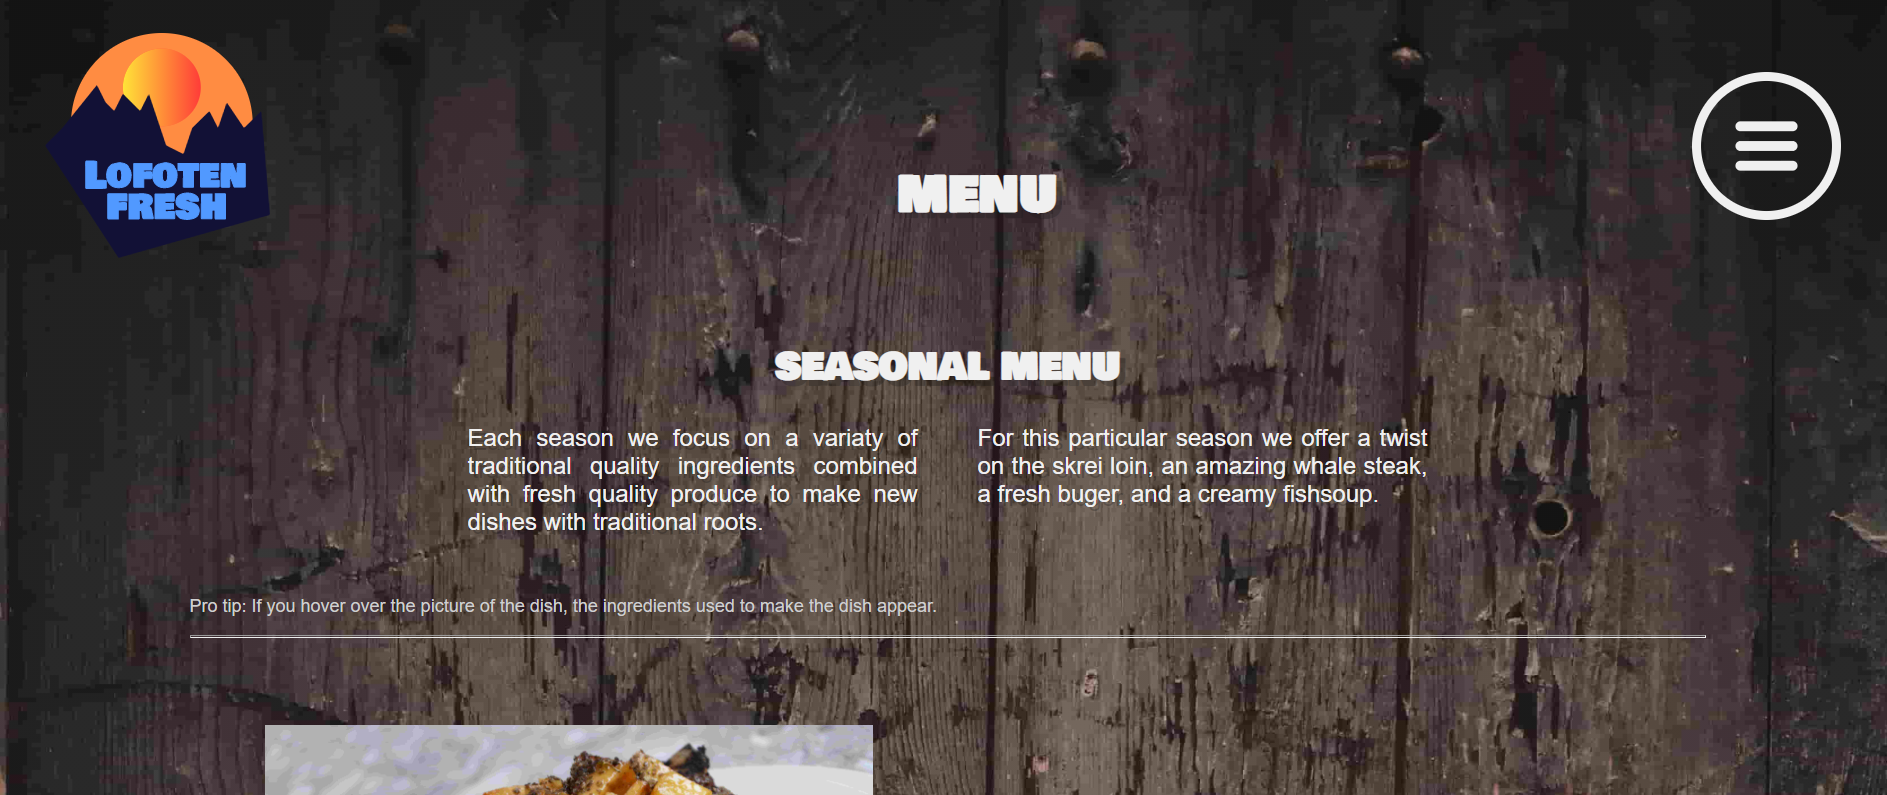 LOFOTEN
FRESH
MENU
SEASONAL MENU
Each season we focus on a variaty of
traditional quality ingredients combined
with fresh quality produce to make new
dishes with traditional roots.
For this particular season we offer a twist
on the skrei loin, an amazing whale steak,
a fresh buger, and a creamy fishsoup.
Pro tip: If you hover over the picture of the dish, the ingredients used to make the dish appear.